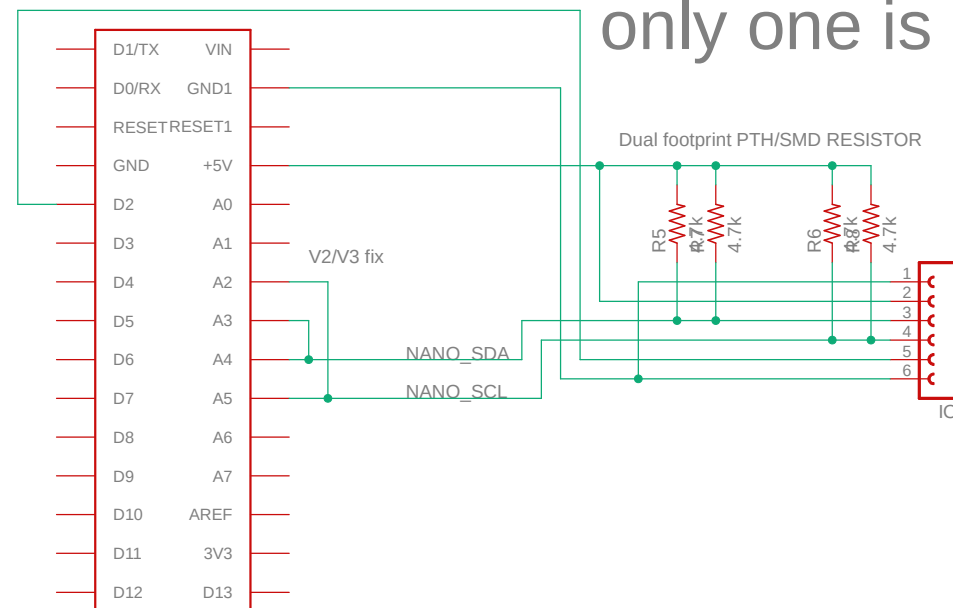 only one is
D1/TX VIN
D0/RX GND1
RESET RESET1
GND +5V
D2 A0
D3 A1
D4 A2
D5 A3
D6 A4
D7 A5
D8 A6
D9 A7
D10 AREF
D11 3V3
D12 D13
V2/V3 fix
NANO_SDA
NANO_SCL
Dual footprint PTH/SMD RESISTOR
R5
4.7k
R6
4.7k
1
2
3
4
5
6